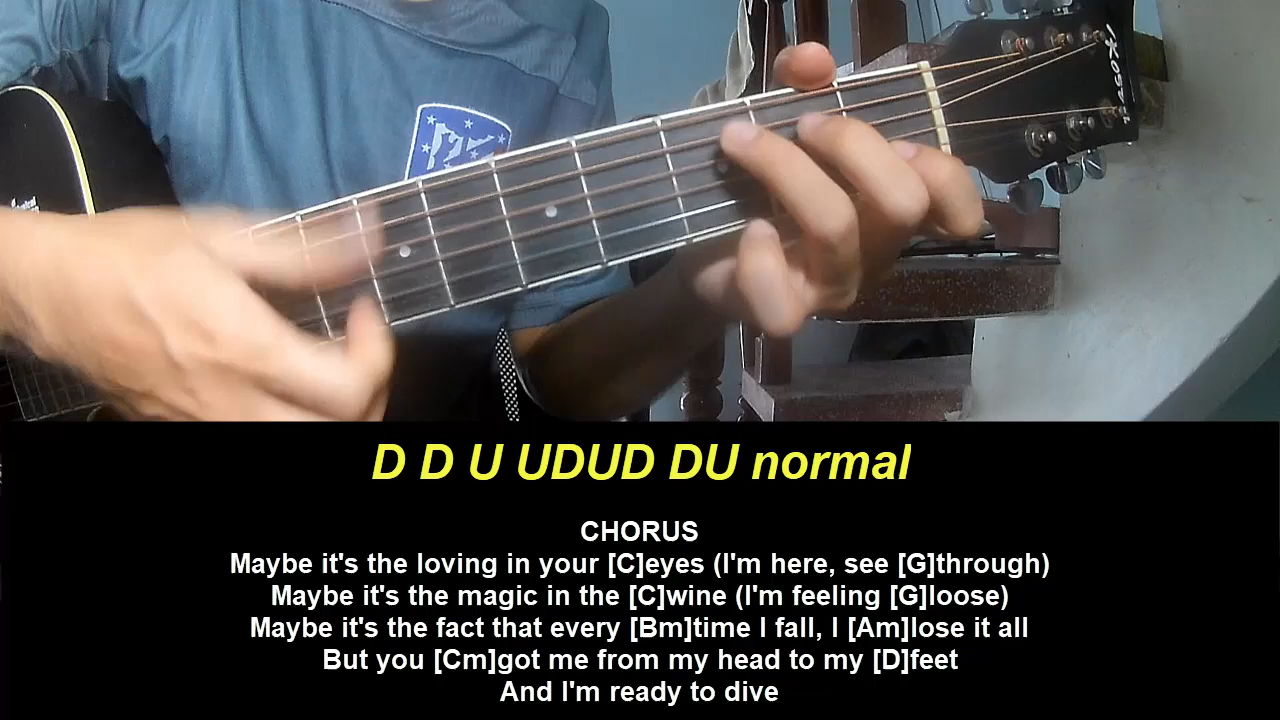 D D U UDUD DU normal
CHORUS
Maybe it's the loving in your [C]eyes (I'm here, see [G]through)
Maybe it's the magic in the [C]wine (I'm feeling [G]loose)
Maybe it's the fact that every [Bm]time I fall, I [Am]lose it all
But you [Cm]got me from my head to my [D]feet
And I'm ready to dive